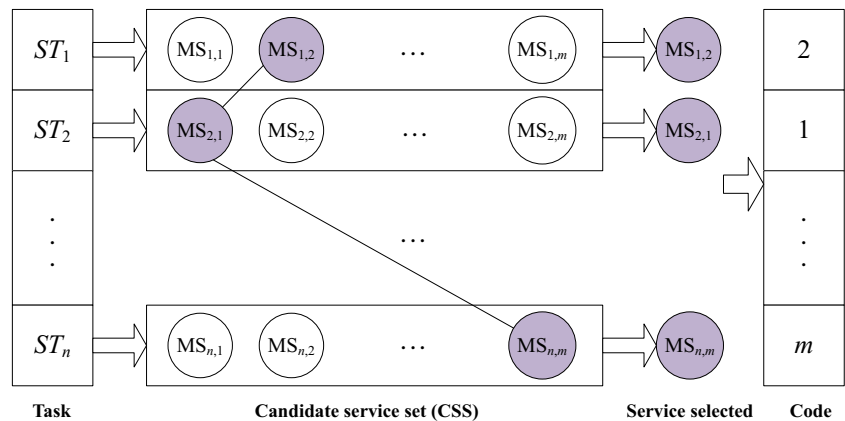 ST₁ MS₁,₁ MS₁,₂ … MS₁,ₘ MS₁,₂ 2
ST₂ MS₂,₁ MS₂,₂ … MS₂,ₘ MS₂,₁ 1
. . . … . . .
STₙ MSₙ,₁ MSₙ,₂ … MSₙ,ₘ MSₙ,ₘ m
Task Candidate service set (CSS) Service selected Code